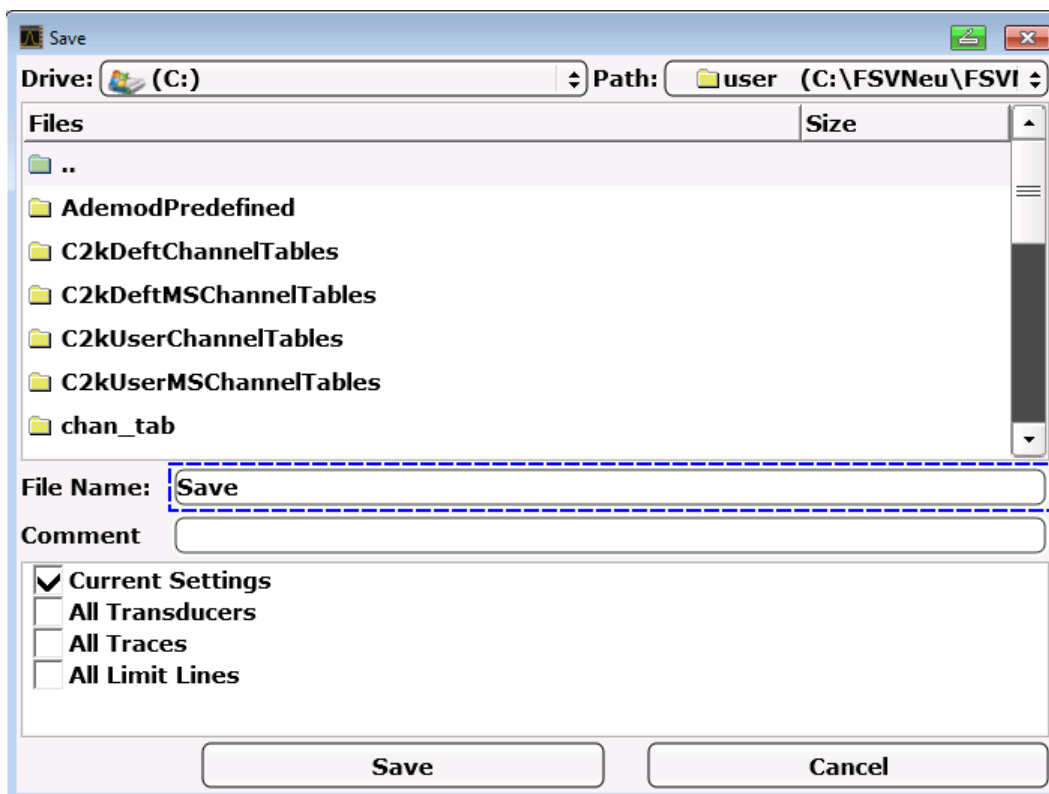 Save
Drive: (C:) Path: user (C:\FSVNeu\FSV
Files Size
..
AdemodPredefined
C2kDeftChannelTables
C2kDeftMSChannelTables
C2kUserChannelTables
C2kUserMSChannelTables
chan_tab
File Name: Save
Comment
Current Settings
All Transducers
All Traces
All Limit Lines
Save Cancel